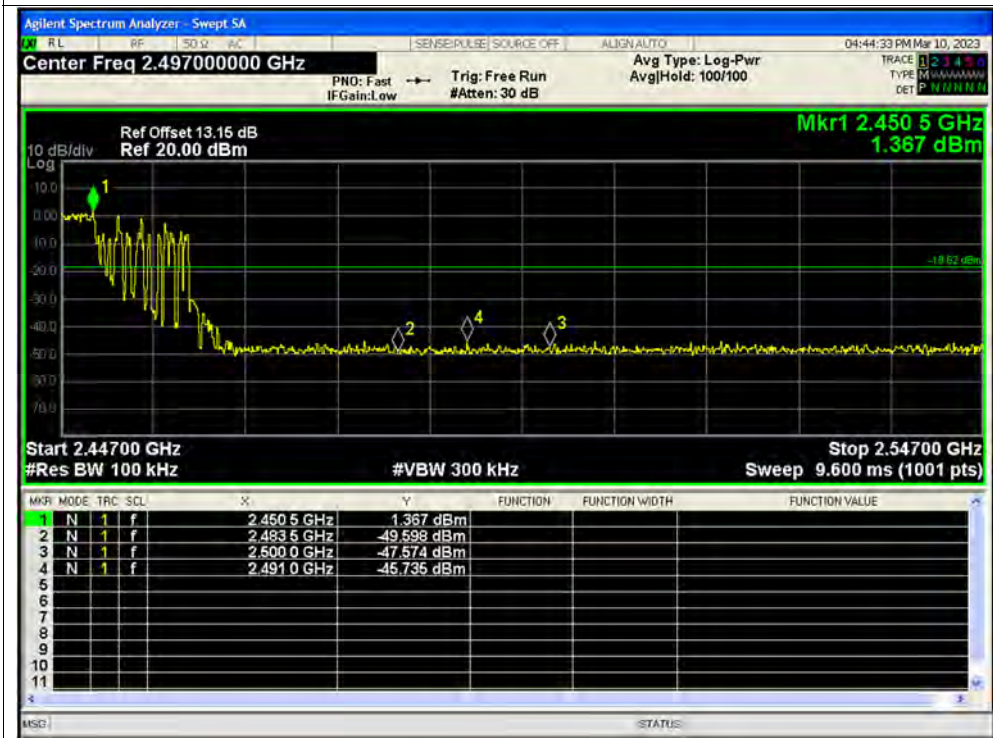 Agilent Spectrum Analyzer - Swept SA
RL RF 50 Ω AC SENSE:PULSE SOURCE OFF ALIGN AUTO 04:44:33 PM Mar 10, 2023
Center Freq 2.497000000 GHz
PNO: Fast
IFGain:Low
Trig: Free Run
#Atten: 30 dB
Avg Type: Log-Pwr
Avg|Hold: 100/100
TRACE 1 2 3 4 5 6
TYPE M
DET P N N N N N
Mkr1 2.450 5 GHz
1.367 dBm
Ref Offset 13.15 dB
10 dB/div Ref 20.00 dBm
Log
10.0
0.00
-10.0
-20.0
-30.0
-40.0
-50.0
-60.0
-70.0
1
2
4
3
-18.62 dBm
Start 2.44700 GHz Stop 2.54700 GHz
#Res BW 100 kHz #VBW 300 kHz Sweep 9.600 ms (1001 pts)
MKR MODE TRC SCL X Y FUNCTION FUNCTION WIDTH FUNCTION VALUE
1 N 1 f 2.450 5 GHz 1.367 dBm
2 N 1 f 2.483 5 GHz -49.598 dBm
3 N 1 f 2.500 0 GHz -47.574 dBm
4 N 1 f 2.491 0 GHz -45.735 dBm
5
6
7
8
9
10
11
MSG STATUS